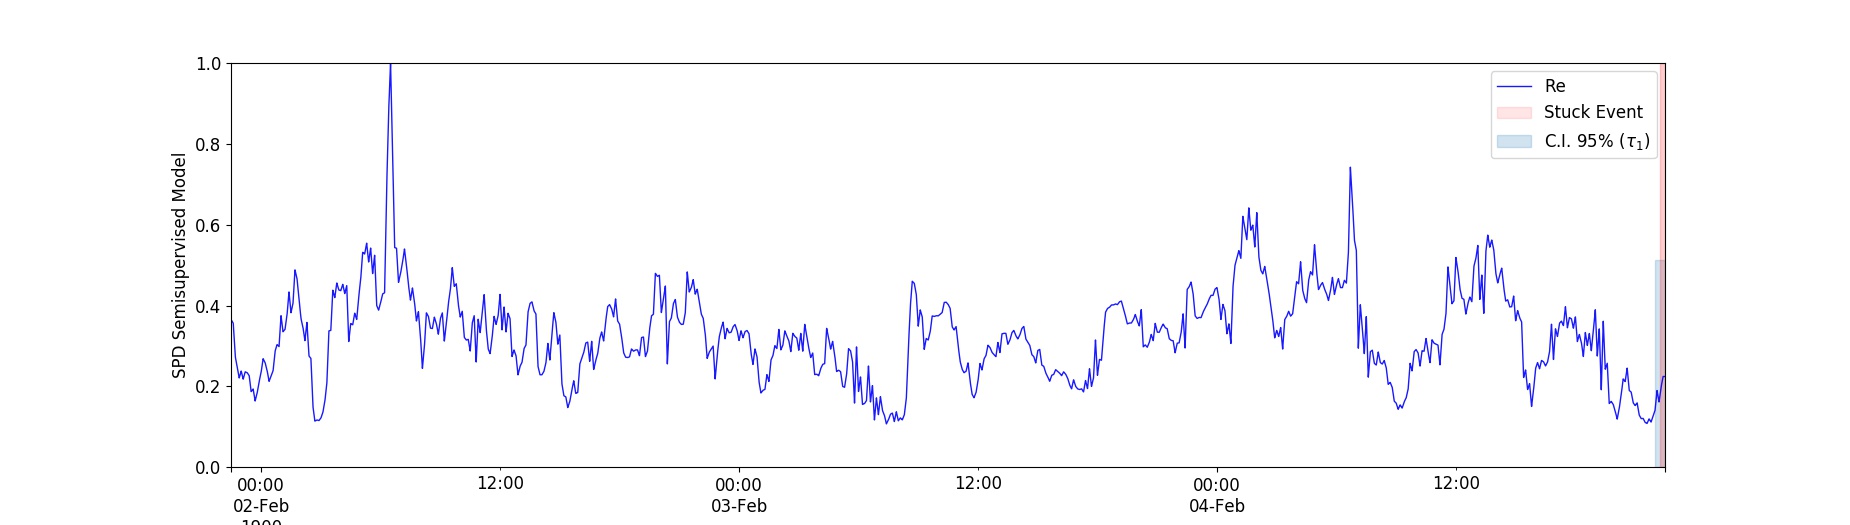 SPD Semisupervised Model
1.0
0.8
0.6
0.4
0.2
0.0
Re
Stuck Event
C.I. 95% (τ₁)
00:00 12:00 00:00 12:00 00:00 12:00
02-Feb 03-Feb 04-Feb
1900